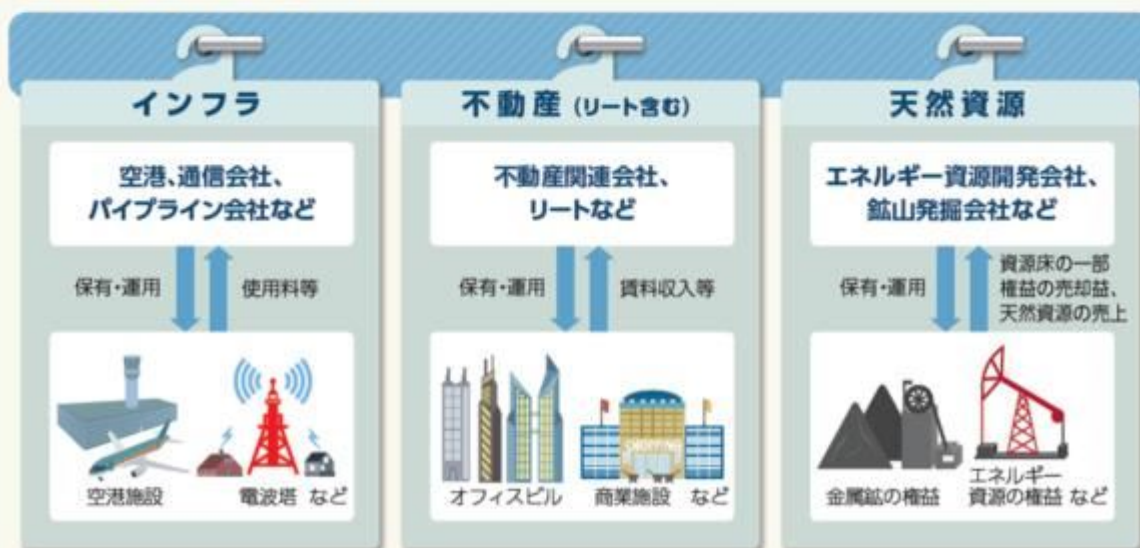 インフラ
空港、通信会社、
パイプライン会社など
保有・運用
使用料等
空港施設
電波塔 など
不動産(リート含む)
不動産関連会社、
リートなど
保有・運用
賃料収入等
SHOPPING
オフィスビル
商業施設 など
天然資源
エネルギー資源開発会社、
鉱山発掘会社など
保有・運用
資源床の一部
権益の売却益、
天然資源の売上
金属鉱の権益
エネルギー
資源の権益 など